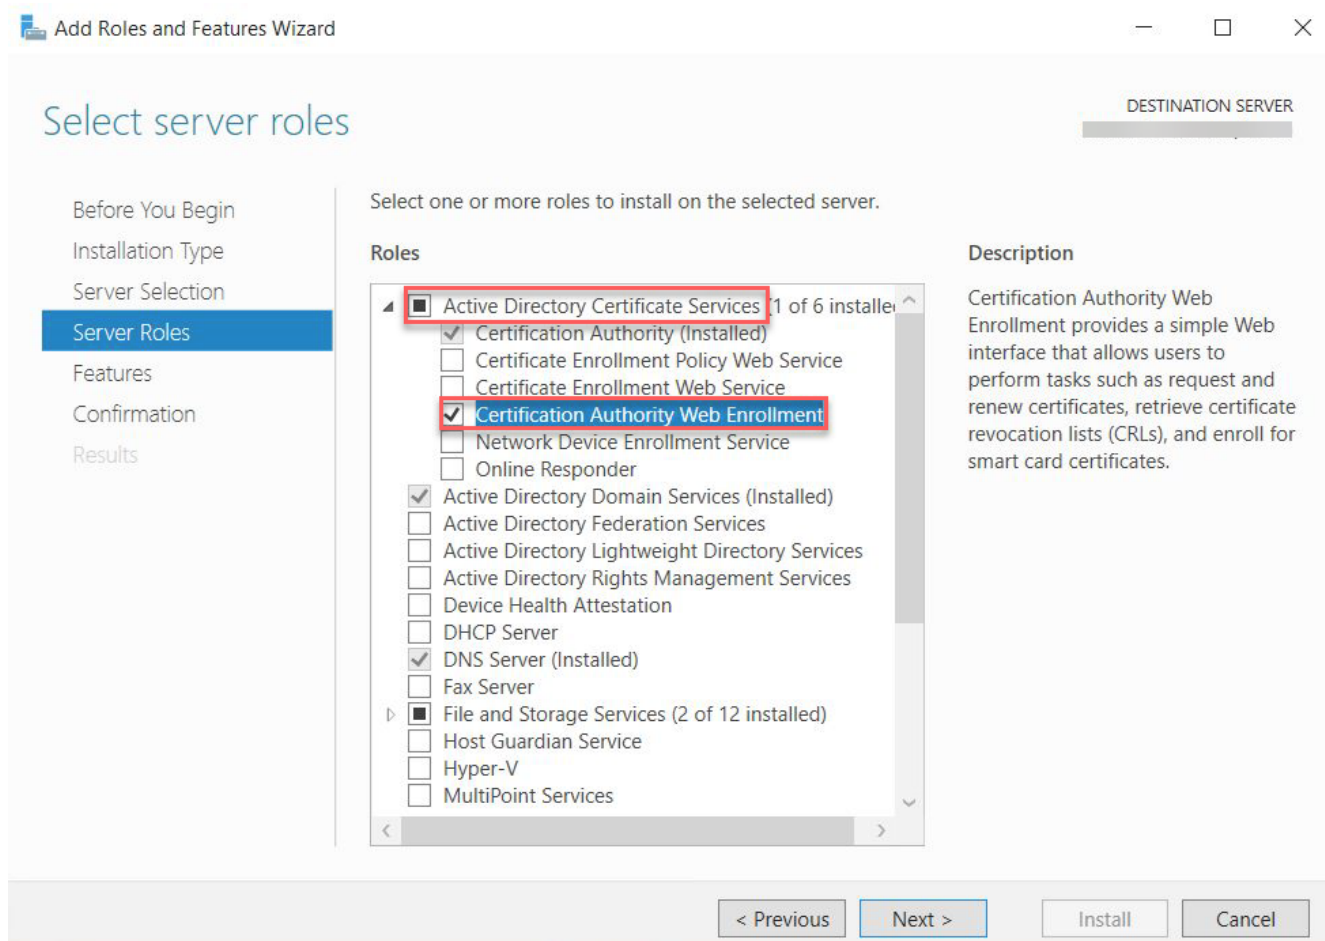 Add Roles and Features Wizard
Select server roles
DESTINATION SERVER
Before You Begin
Installation Type
Server Selection
Server Roles
Features
Confirmation
Results
Select one or more roles to install on the selected server.
Roles
Active Directory Certificate Services (1 of 6 installe
Certification Authority (Installed)
Certificate Enrollment Policy Web Service
Certificate Enrollment Web Service
Certification Authority Web Enrollment
Network Device Enrollment Service
Online Responder
Active Directory Domain Services (Installed)
Active Directory Federation Services
Active Directory Lightweight Directory Services
Active Directory Rights Management Services
Device Health Attestation
DHCP Server
DNS Server (Installed)
Fax Server
File and Storage Services (2 of 12 installed)
Host Guardian Service
Hyper-V
MultiPoint Services
Description
Certification Authority Web
Enrollment provides a simple Web
interface that allows users to
perform tasks such as request and
renew certificates, retrieve certificate
revocation lists (CRLs), and enroll for
smart card certificates.
< Previous
Next >
Install
Cancel